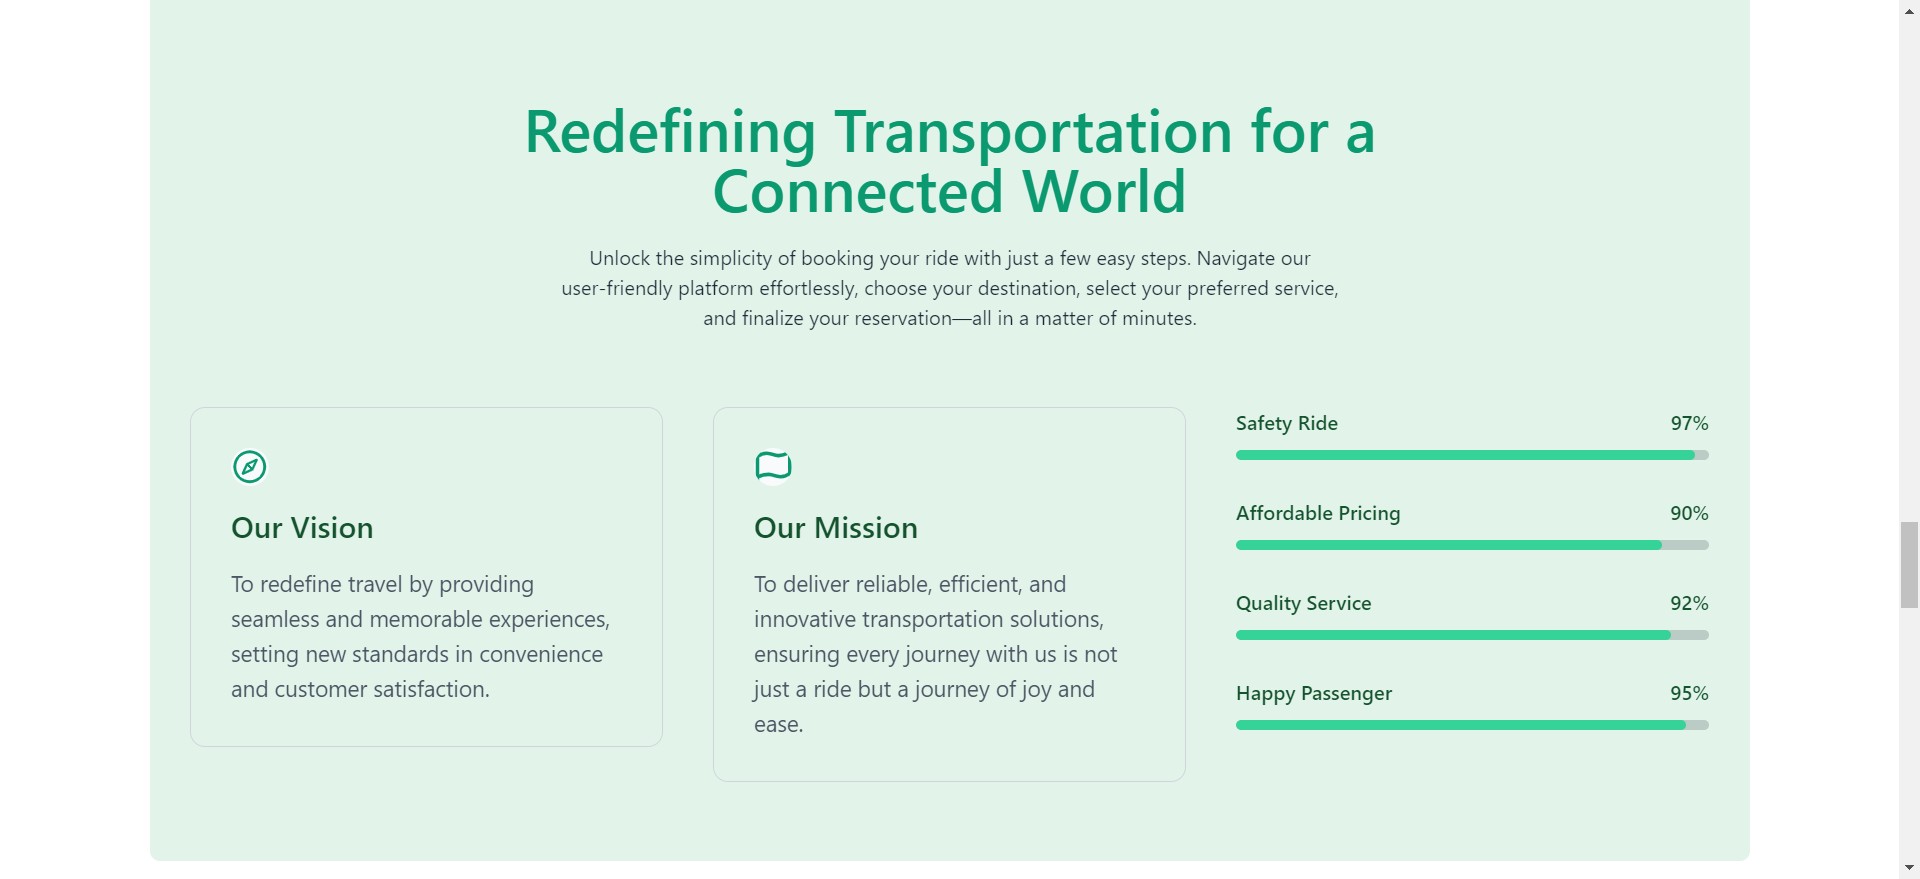 Redefining Transportation for a
Connected World
Unlock the simplicity of booking your ride with just a few easy steps. Navigate our
user-friendly platform effortlessly, choose your destination, select your preferred service,
and finalize your reservation—all in a matter of minutes.
Our Vision
To redefine travel by providing
seamless and memorable experiences,
setting new standards in convenience
and customer satisfaction.
Our Mission
To deliver reliable, efficient, and
innovative transportation solutions,
ensuring every journey with us is not
just a ride but a journey of joy and
ease.
Safety Ride 97%
Affordable Pricing 90%
Quality Service 92%
Happy Passenger 95%